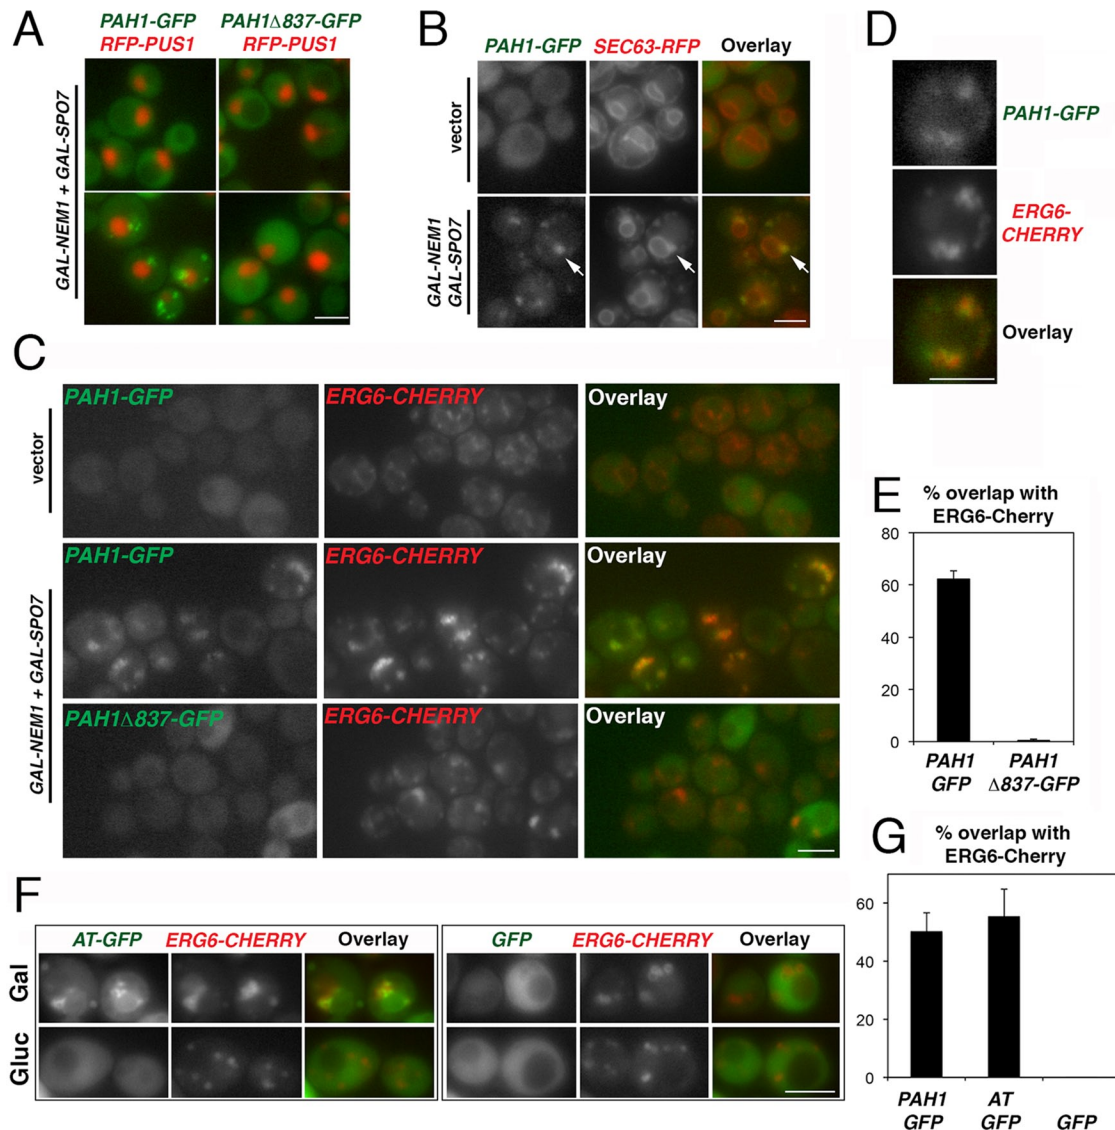 A
PAH1-GFP PAH1Δ837-GFP
RFP-PUS1 RFP-PUS1
GAL-NEM1 + GAL-SPO7
B
PAH1-GFP SEC63-RFP Overlay
vector
GAL-NEM1
GAL-SPO7
D
PAH1-GFP
ERG6-
CHERRY
Overlay
C
PAH1-GFP ERG6-CHERRY Overlay
vector
PAH1-GFP ERG6-CHERRY Overlay
GAL-NEM1 + GAL-SPO7
PAH1Δ837-GFP ERG6-CHERRY Overlay
E
% overlap with
ERG6-Cherry
80
60
40
20
0
PAH1 PAH1
GFP Δ837-GFP
F
AT-GFP ERG6-CHERRY Overlay GFP ERG6-CHERRY Overlay
Gal
Gluc
G
% overlap with
ERG6-Cherry
60
40
20
0
PAH1 AT
GFP GFP GFP